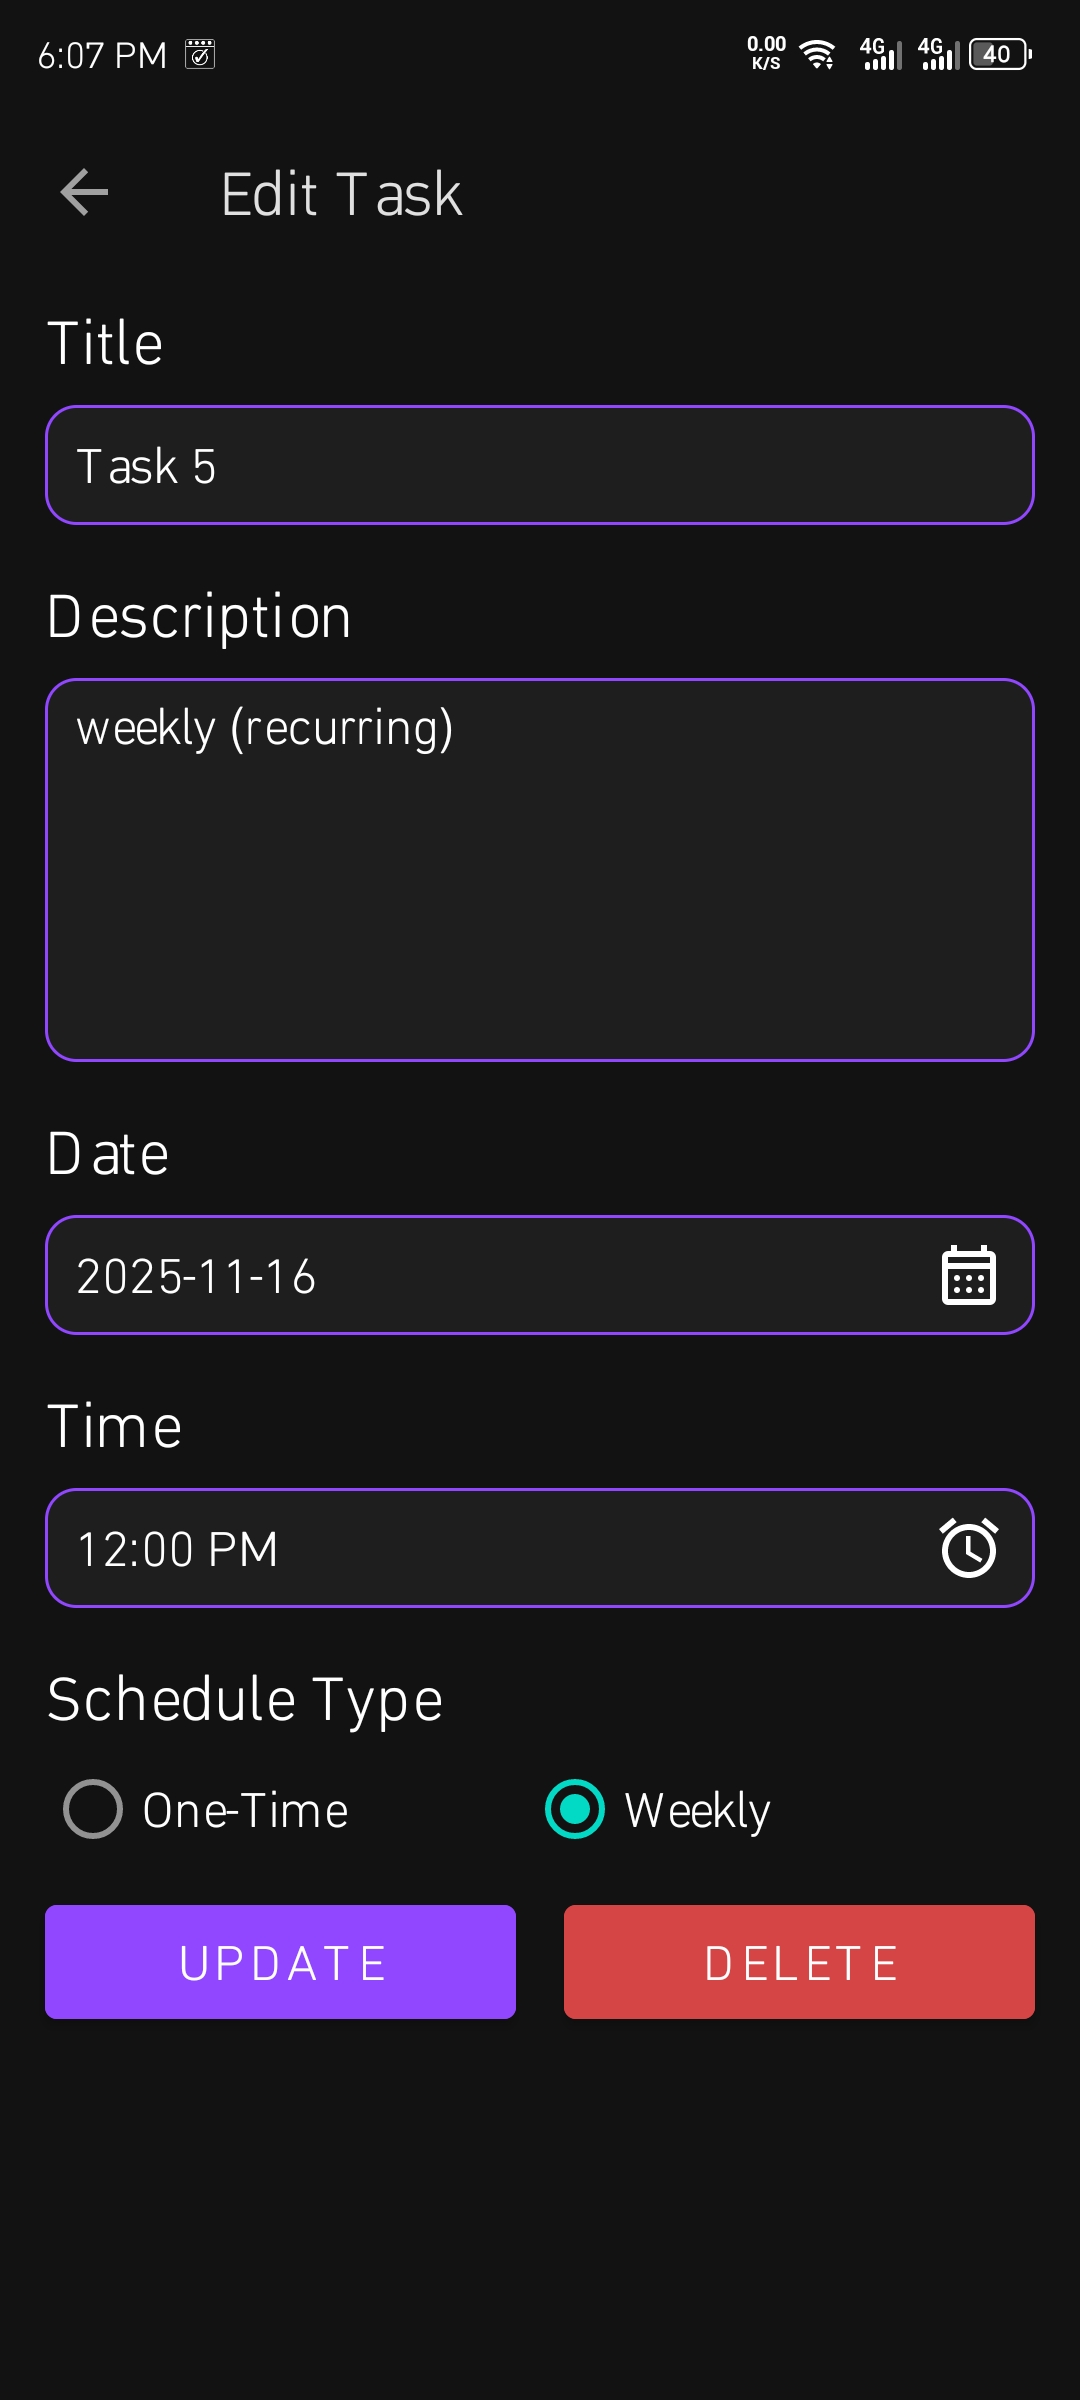 6:07 PM
0.00 K/S 4G 4G 40
Edit Task
Title
Task 5
Description
weekly (recurring)
Date
2025-11-16
Time
12:00 PM
Schedule Type
One-Time Weekly
UPDATE DELETE